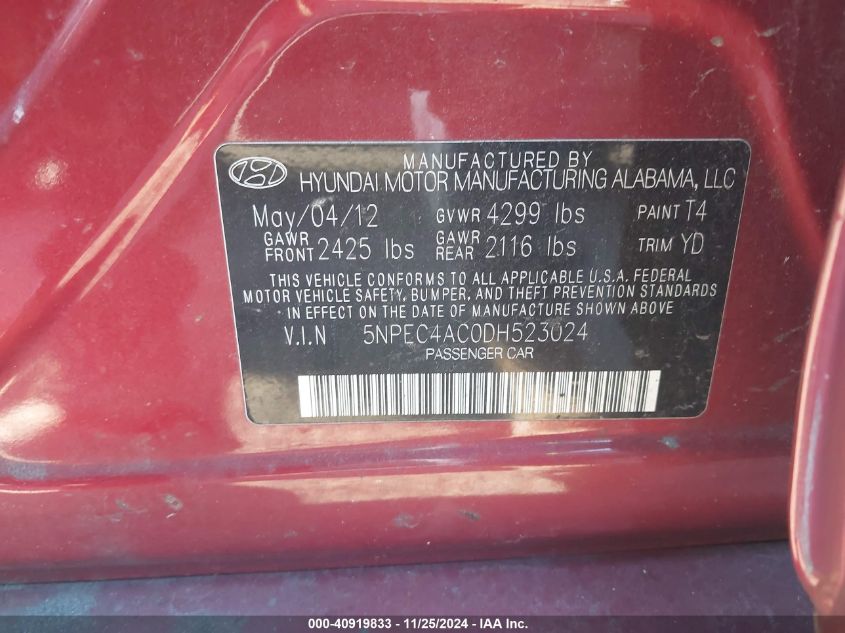 MANUFACTURED BY
HYUNDAI MOTOR MANUFACTURING ALABAMA, LLC
May/04/12 GVWR 4299 lbs PAINT T4
GAWR FRONT 2425 lbs GAWR REAR 2116 lbs TRIM YD
THIS VEHICLE CONFORMS TO ALL APPLICABLE U.S.A. FEDERAL
MOTOR VEHICLE SAFETY, BUMPER, AND THEFT PREVENTION STANDARDS
IN EFFECT ON THE DATE OF MANUFACTURE SHOWN ABOVE
V.I.N 5NPEC4AC0DH523024
PASSENGER CAR
000-40919833 - 11/25/2024 - IAA Inc.